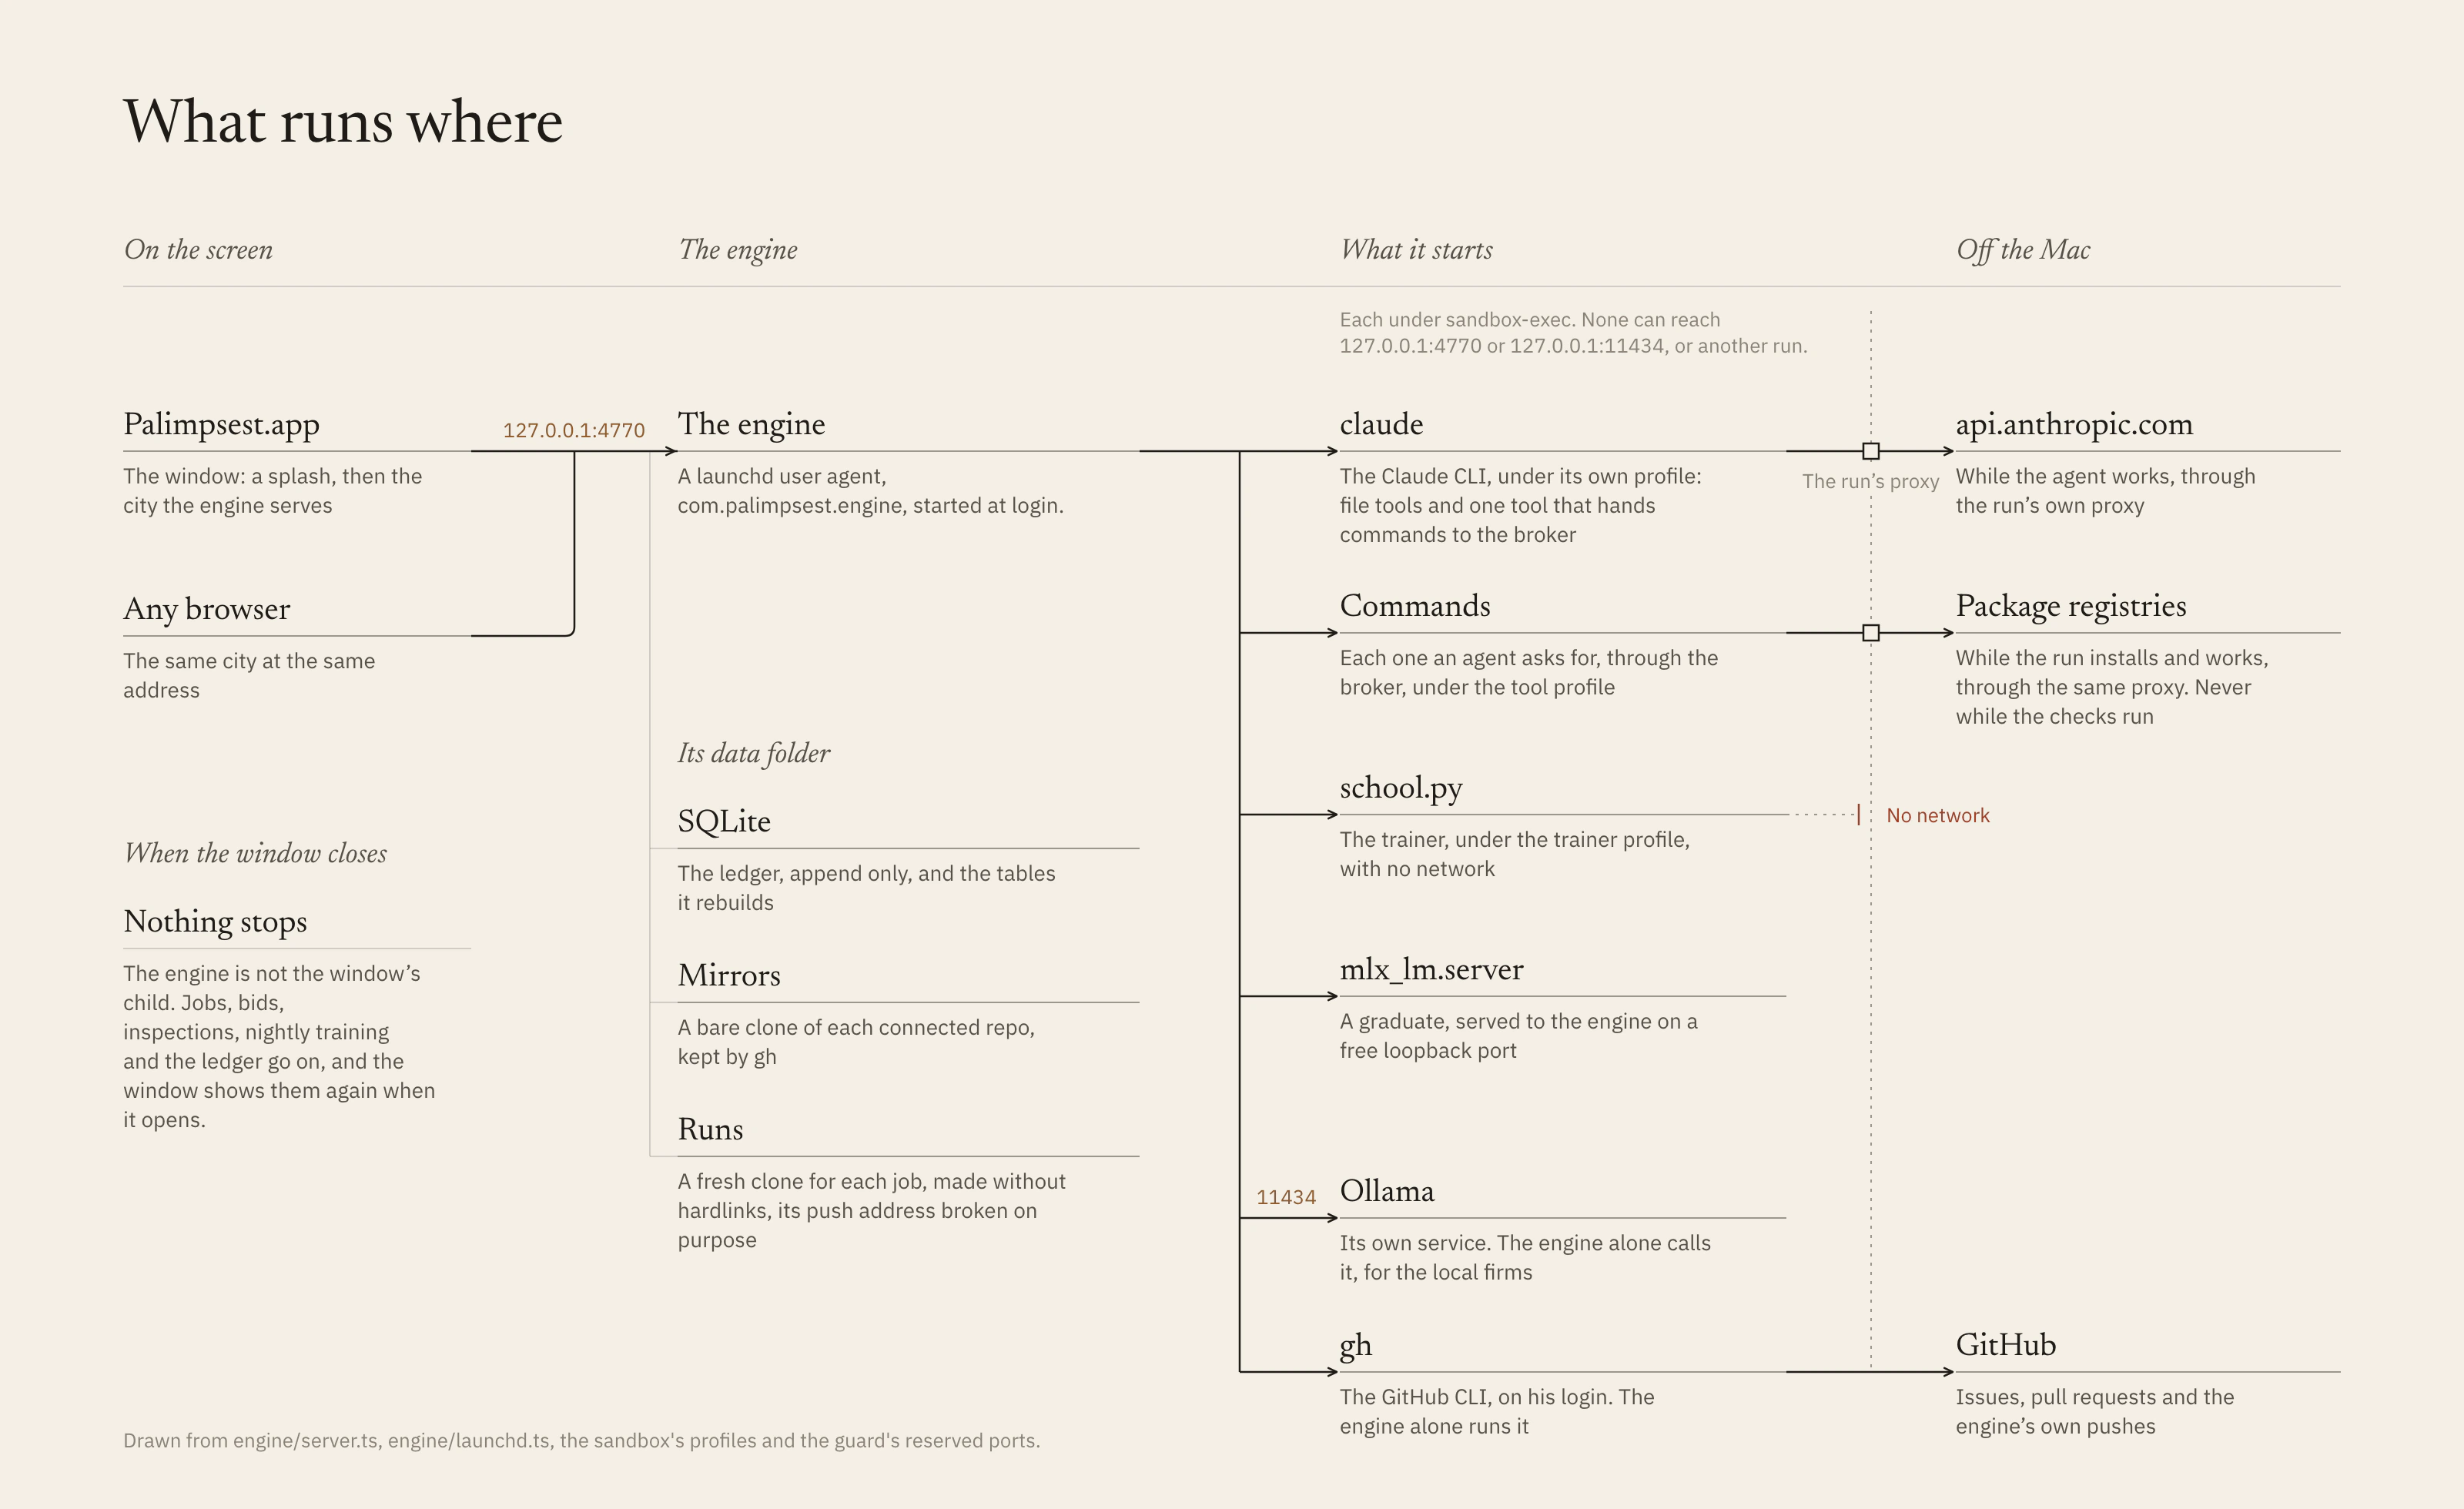 What runs where
On the screen
The engine
What it starts
Off the Mac
Each under sandbox-exec. None can reach
127.0.0.1:4770 or 127.0.0.1:11434, or another run.
Palimpsest.app
The window: a splash, then the
city the engine serves
127.0.0.1:4770
Any browser
The same city at the same
address
When the window closes
Nothing stops
The engine is not the window’s
child. Jobs, bids,
inspections, nightly training
and the ledger go on, and the
window shows them again when
it opens.
The engine
A launchd user agent,
com.palimpsest.engine, started at login.
Its data folder
SQLite
The ledger, append only, and the tables
it rebuilds
Mirrors
A bare clone of each connected repo,
kept by gh
Runs
A fresh clone for each job, made without
hardlinks, its push address broken on
purpose
claude
The Claude CLI, under its own profile:
file tools and one tool that hands
commands to the broker
The run’s proxy
api.anthropic.com
While the agent works, through
the run’s own proxy
Commands
Each one an agent asks for, through the
broker, under the tool profile
Package registries
While the run installs and works,
through the same proxy. Never
while the checks run
school.py
The trainer, under the trainer profile,
with no network
No network
mlx_lm.server
A graduate, served to the engine on a
free loopback port
11434
Ollama
Its own service. The engine alone calls
it, for the local firms
gh
The GitHub CLI, on his login. The
engine alone runs it
GitHub
Issues, pull requests and the
engine’s own pushes
Drawn from engine/server.ts, engine/launchd.ts, the sandbox's profiles and the guard's reserved ports.